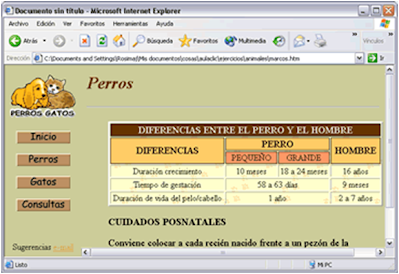 Documento sin título - Microsoft Internet Explorer
Archivo Edición Ver Favoritos Herramientas Ayuda
Atrás Búsqueda Favoritos Multimedia
Dirección C:\Documents and Settings\Rosima\Mis documentos\cosas\aulaclic\ejercicios\animales\marcos.htm Ir Vínculos
Perros
PERROS GATOS
Inicio
Perros
Gatos
Consultas
Sugerencias e-mail
DIFERENCIAS ENTRE EL PERRO Y EL HOMBRE
DIFERENCIAS PERRO HOMBRE
PEQUEÑO GRANDE
Duración crecimiento 10 meses 18 a 24 meses 16 años
Tiempo de gestación 58 a 63 días 9 meses
Duración de vida del pelo/cabello 1 año 2 a 7 años
CUIDADOS POSNATALES
Conviene colocar a cada recién nacido frente a un pezón de la
Listo Mi PC